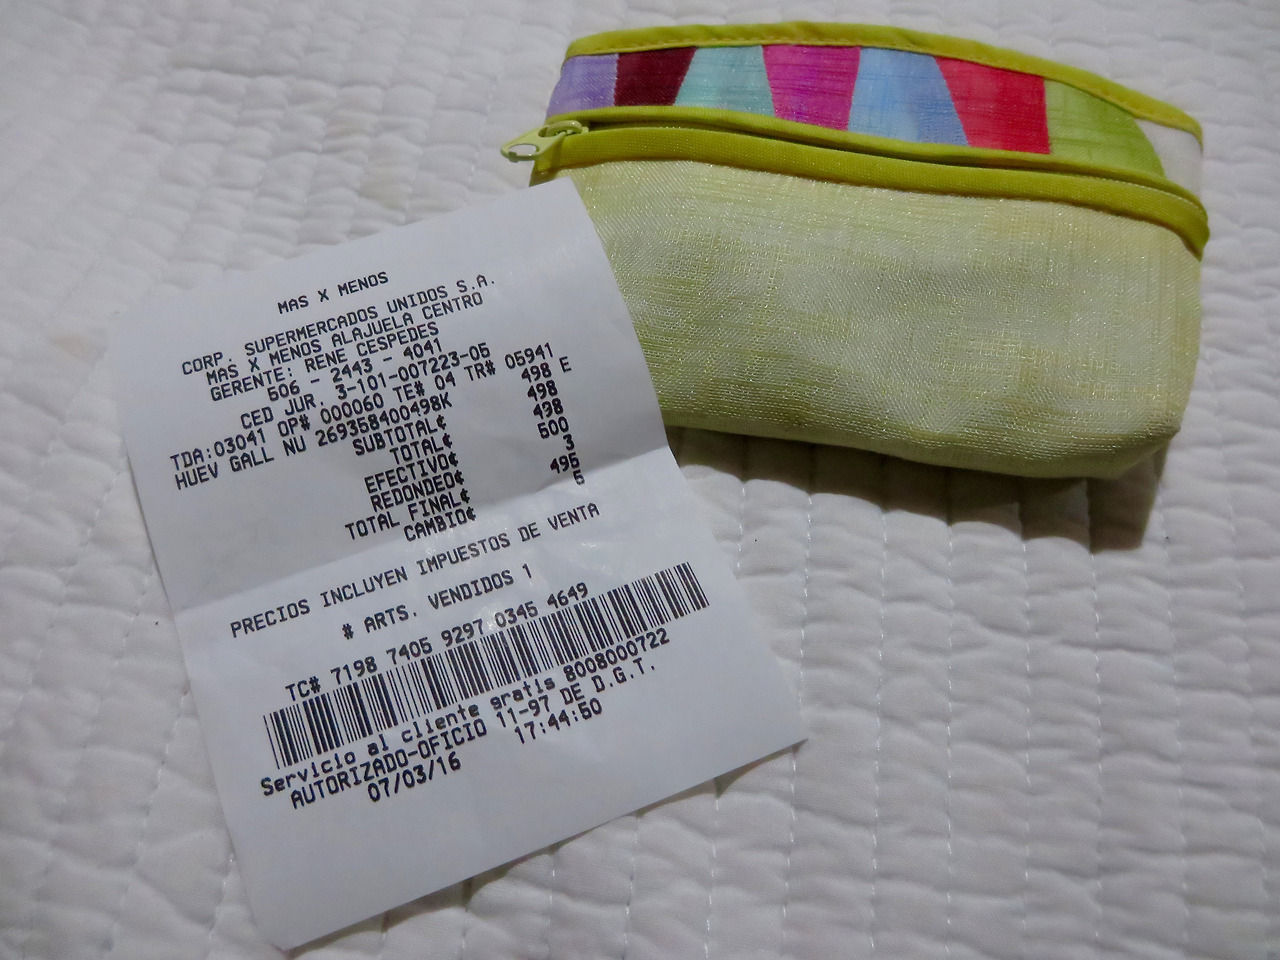 MAS X MENOS
CORP. SUPERMERCADOS UNIDOS S.A.
MAS X MENOS ALAJUELA CENTRO
GERENTE: RENE CESPEDES
506 - 2443 - 4041
CED JUR. 3-101-007223-05
TDA:03041 OP# 000060 TE# 04 TR# 05941
HUEV GALL NU 269358400498K 498 E
SUBTOTAL¢ 498
TOTAL¢ 498
EFECTIVO¢ 500
REDONDEO¢ 3
TOTAL FINAL¢ 495
CAMBIO¢ 5
PRECIOS INCLUYEN IMPUESTOS DE VENTA
# ARTS. VENDIDOS 1
TC# 7198 7405 9297 0345 4649
Servicio al cliente gratis 8008000722
AUTORIZADO-OFICIO 11-97 DE D.G.T.
07/03/16 17:44:50